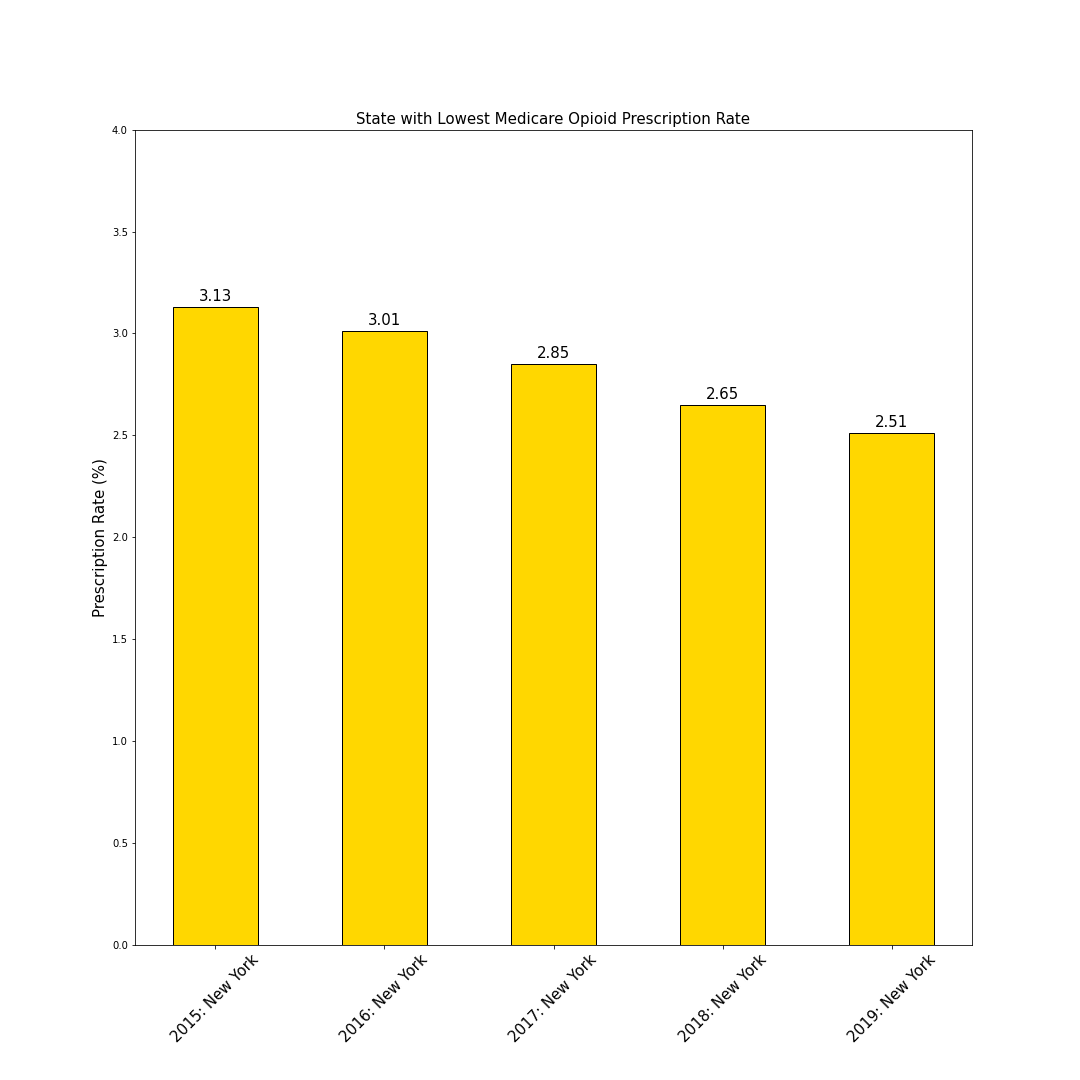 State with Lowest Medicare Opioid Prescription Rate
4.0
3.5
3.0
2.5
2.0
1.5
1.0
0.5
0.0
Prescription Rate (%)
3.13
3.01
2.85
2.65
2.51
2015: New York
2016: New York
2017: New York
2018: New York
2019: New York